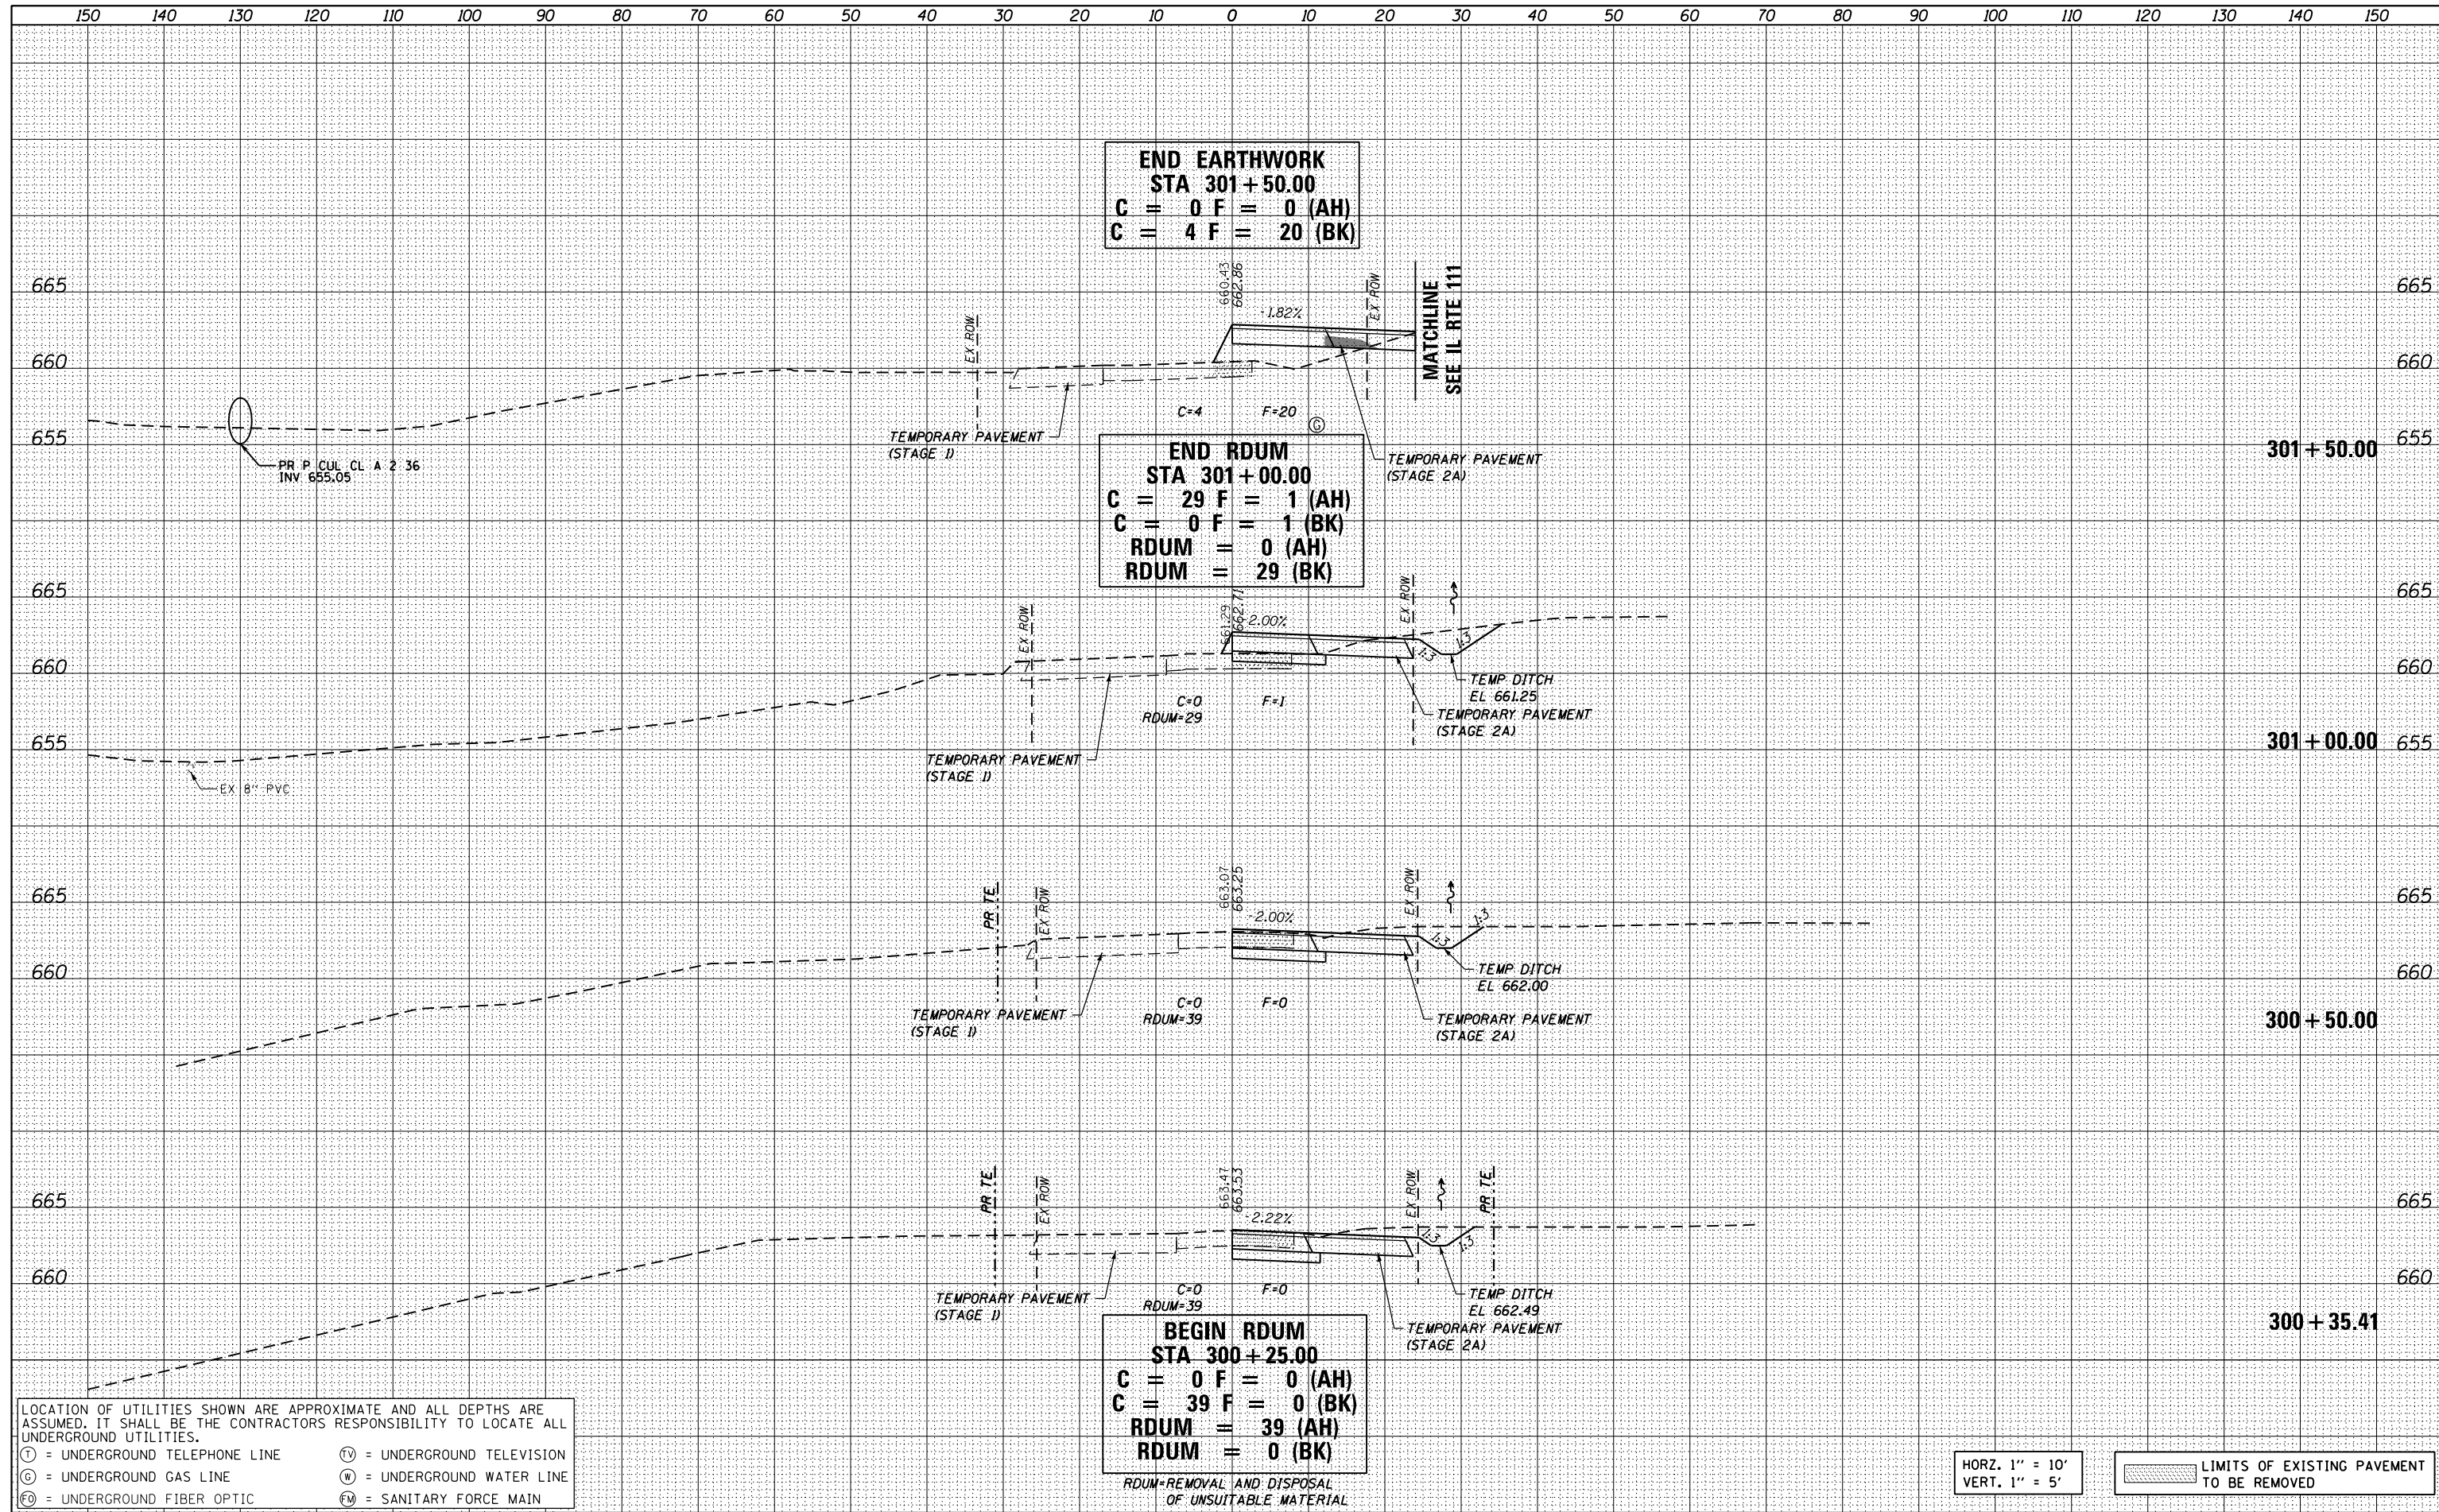 150 140 130 120 110 100 90 80 70 60 50 40 30 20 10 0 10 20 30 40 50 60 70 80 90 100 110 120 130 140 150
END EARTHWORK
STA 301+50.00
C = 0 F = 0 (AH)
C = 4 F = 20 (BK)
665
660.43
662.86
-1.82%
EX ROW
EX ROW
MATCHLINE
SEE IL RTE 111
665
660
660
C=4 F=20
G
TEMPORARY PAVEMENT
(STAGE 1)
TEMPORARY PAVEMENT
(STAGE 2A)
655
PR P CUL CL A 2 36
INV 655.05
301+50.00
655
END RDUM
STA 301+00.00
C = 29 F = 1 (AH)
C = 0 F = 1 (BK)
RDUM = 0 (AH)
RDUM = 29 (BK)
665
EX ROW
661.29
662.71
-2.00%
EX ROW
1:3
1:3
665
660
660
TEMP DITCH
EL 661.25
C=0 F=1
RDUM=29
TEMPORARY PAVEMENT
(STAGE 2A)
TEMPORARY PAVEMENT
(STAGE 1)
655
301+00.00
655
EX 8" PVC
665
PR TE
EX ROW
663.07
663.25
-2.00%
EX ROW
1:3
1:3
665
660
660
TEMP DITCH
EL 662.00
C=0 F=0
RDUM=39
TEMPORARY PAVEMENT
(STAGE 1)
TEMPORARY PAVEMENT
(STAGE 2A)
300+50.00
665
PR TE
EX ROW
663.47
663.53
-2.22%
EX ROW
PR TE
1:3
1:3
665
660
660
C=0 F=0
RDUM=39
TEMPORARY PAVEMENT
(STAGE 1)
TEMP DITCH
EL 662.49
TEMPORARY PAVEMENT
(STAGE 2A)
300+35.41
BEGIN RDUM
STA 300+25.00
C = 0 F = 0 (AH)
C = 39 F = 0 (BK)
RDUM = 39 (AH)
RDUM = 0 (BK)
RDUM=REMOVAL AND DISPOSAL
OF UNSUITABLE MATERIAL
LOCATION OF UTILITIES SHOWN ARE APPROXIMATE AND ALL DEPTHS ARE
ASSUMED. IT SHALL BE THE CONTRACTORS RESPONSIBILITY TO LOCATE ALL
UNDERGROUND UTILITIES.
T = UNDERGROUND TELEPHONE LINE TV = UNDERGROUND TELEVISION
G = UNDERGROUND GAS LINE W = UNDERGROUND WATER LINE
FO = UNDERGROUND FIBER OPTIC FM = SANITARY FORCE MAIN
HORZ. 1" = 10'
VERT. 1" = 5'
LIMITS OF EXISTING PAVEMENT
TO BE REMOVED